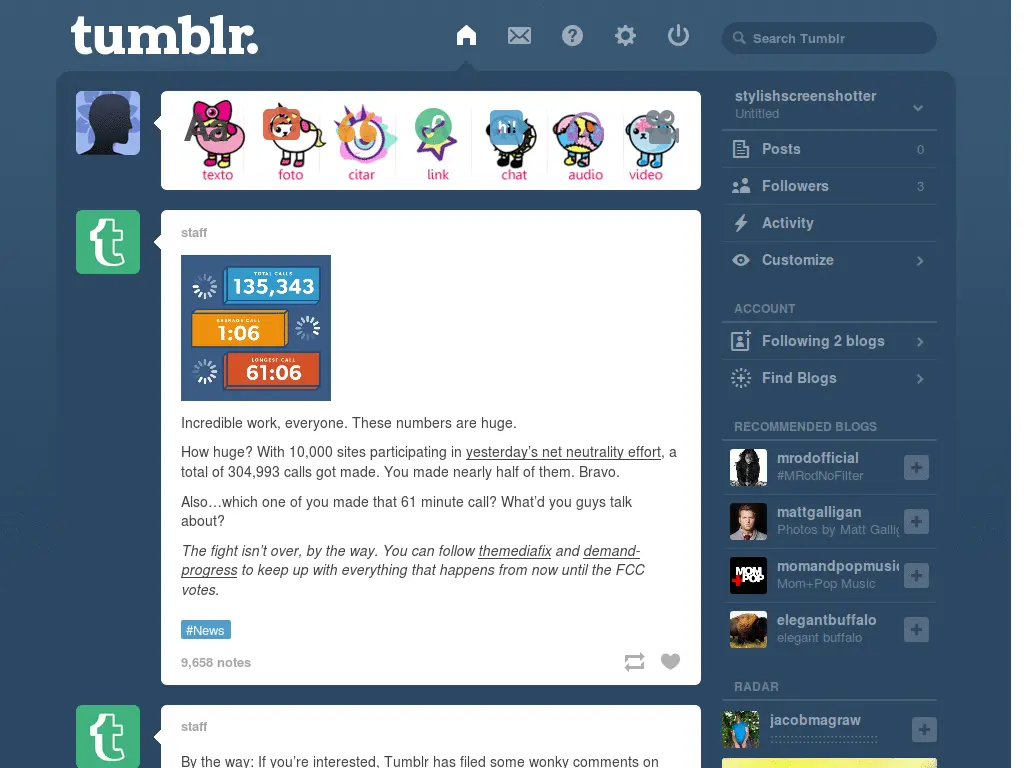 tumblr.
Search Tumblr
Aa
hi!
texto
foto
citar
link
chat
audio
video
stylishscreenshotter
Untitled
Posts 0
Followers 3
Activity
Customize
ACCOUNT
Following 2 blogs
Find Blogs
RECOMMENDED BLOGS
mrodofficial
#MRodNoFilter
mattgalligan
Photos by Matt Gallig
MOM
POP
momandpopmusic
Mom+Pop Music
elegantbuffalo
elegant buffalo
RADAR
jacobmagraw
t
staff
TOTAL CALLS
135,343
AVERAGE CALL
1:06
LONGEST CALL
61:06
Incredible work, everyone. These numbers are huge.
How huge? With 10,000 sites participating in yesterday's net neutrality effort, a
total of 304,993 calls got made. You made nearly half of them. Bravo.
Also…which one of you made that 61 minute call? What'd you guys talk
about?
The fight isn't over, by the way. You can follow themediafix and demand-
progress to keep up with everything that happens from now until the FCC
votes.
#News
9,658 notes
t
staff
By the way: If you're interested, Tumblr has filed some wonky comments on